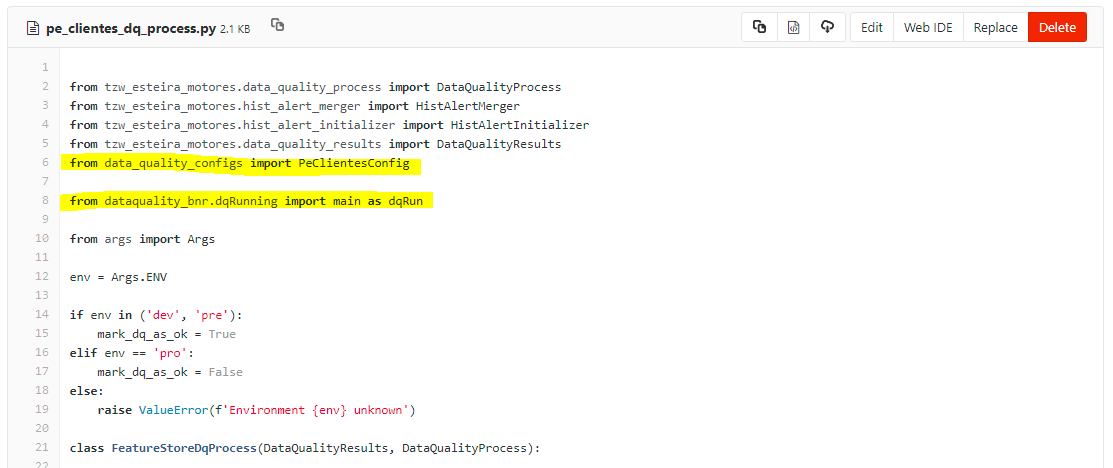 pe_clientes_dq_process.py 2.1 KB
Edit Web IDE Replace Delete
1
2 from tzw_esteira_motores.data_quality_process import DataQualityProcess
3 from tzw_esteira_motores.hist_alert_merger import HistAlertMerger
4 from tzw_esteira_motores.hist_alert_initializer import HistAlertInitializer
5 from tzw_esteira_motores.data_quality_results import DataQualityResults
6 from data_quality_configs import PeClientesConfig
7
8 from dataquality_bnr.dqRunning import main as dqRun
9
10 from args import Args
11
12 env = Args.ENV
13
14 if env in ('dev', 'pre'):
15     mark_dq_as_ok = True
16 elif env == 'pro':
17     mark_dq_as_ok = False
18 else:
19     raise ValueError(f'Environment {env} unknown')
20
21 class FeatureStoreDqProcess(DataQualityResults, DataQualityProcess):
22